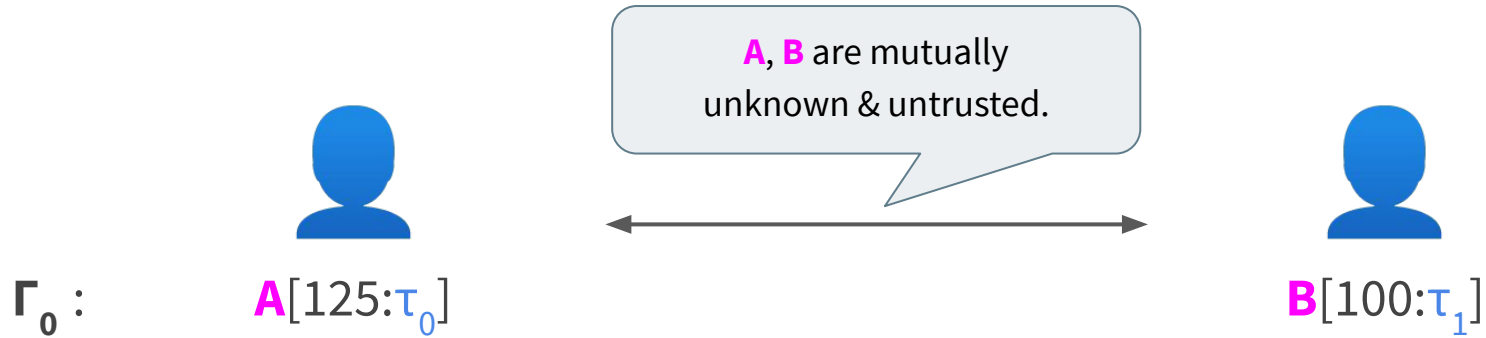 A, B are mutually
unknown & untrusted.
Γ₀ : A[125:τ₀] B[100:τ₁]